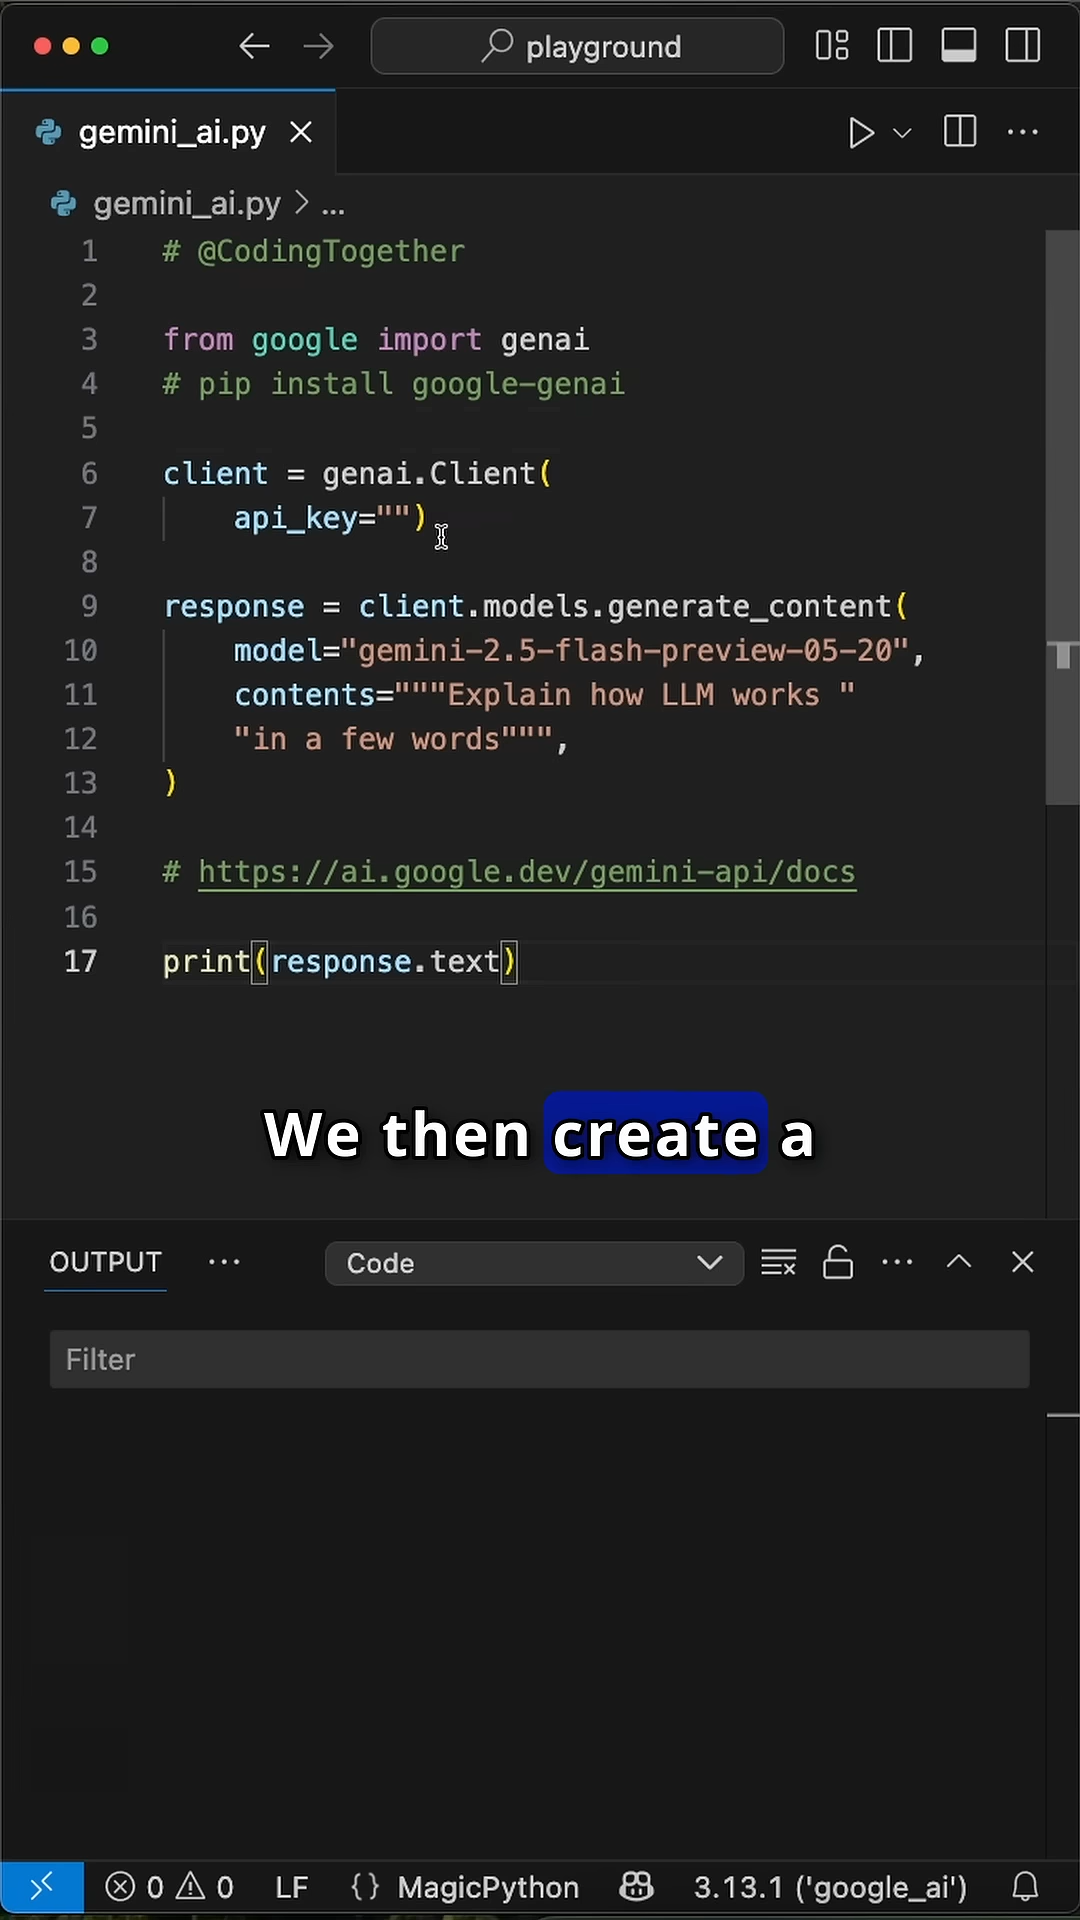 playground
gemini_ai.py
gemini_ai.py > ...
1 # @CodingTogether
2
3 from google import genai
4 # pip install google-genai
5
6 client = genai.Client(
7     api_key="")
8
9 response = client.models.generate_content(
10     model="gemini-2.5-flash-preview-05-20",
11     contents="""Explain how LLM works "
12     "in a few words""",
13 )
14
15 # https://ai.google.dev/gemini-api/docs
16
17 print(response.text)
We then create a
OUTPUT ... Code
Filter
0 0 LF {} MagicPython 3.13.1 ('google_ai')